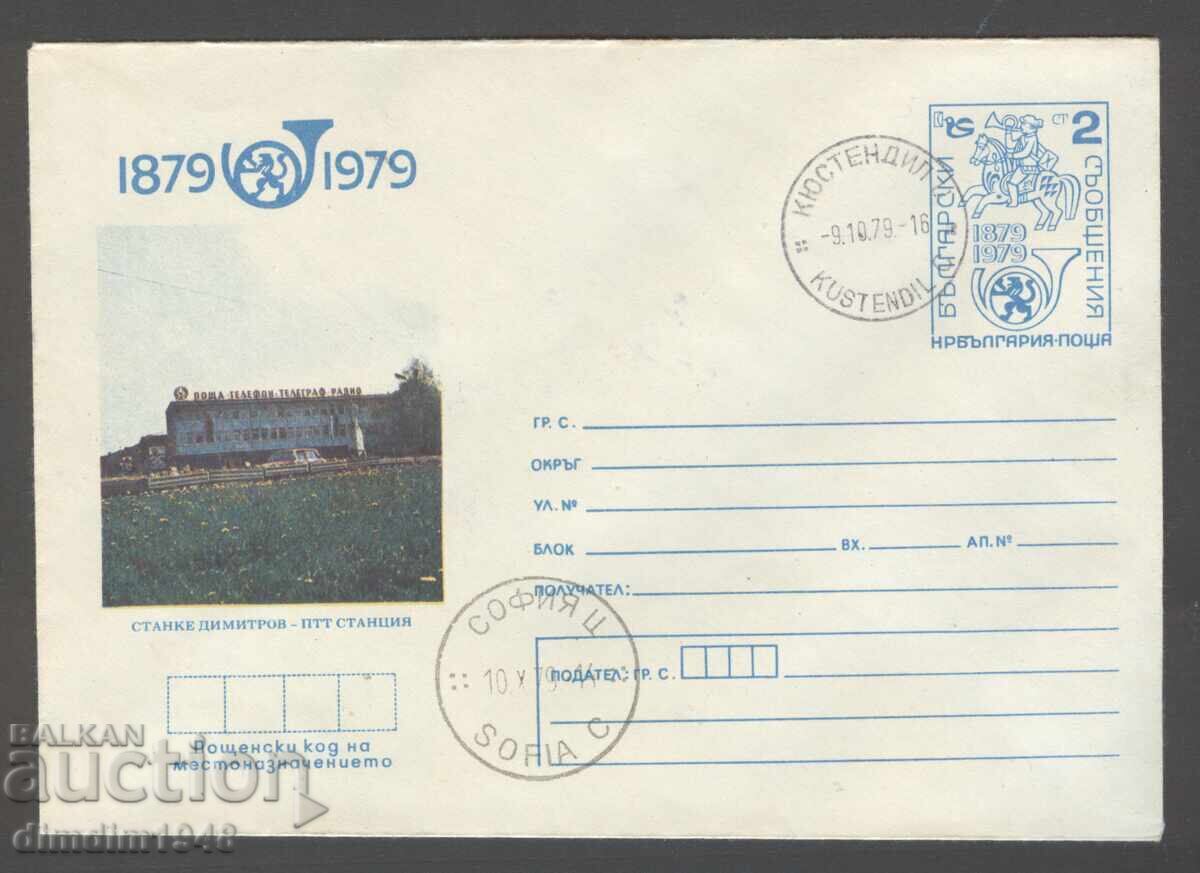 1879 1979
ПОЩА·ТЕЛЕФОН·ТЕЛЕГРАФ РАДИО
СТАНКЕ ДИМИТРОВ – ПТТ СТАНЦИЯ
Пощенски код на
местоназначението
КЮСТЕНДИЛ
-9.10.79.-16
KUSTENDIL
СТ 2
БЪЛГАРСКИ
СЪОБЩЕНИЯ
1879
1979
НРБЪЛГАРИЯ·ПОЩА
ГР. С.
ОКРЪГ
УЛ. №
БЛОК ВХ. АП. №
ПОЛУЧАТЕЛ:
ПОДАТЕЛ: ГР. С.
СОФИЯ Ц
10.X.79-14
SOFIA C
BALKAN
auction
dimdim1948